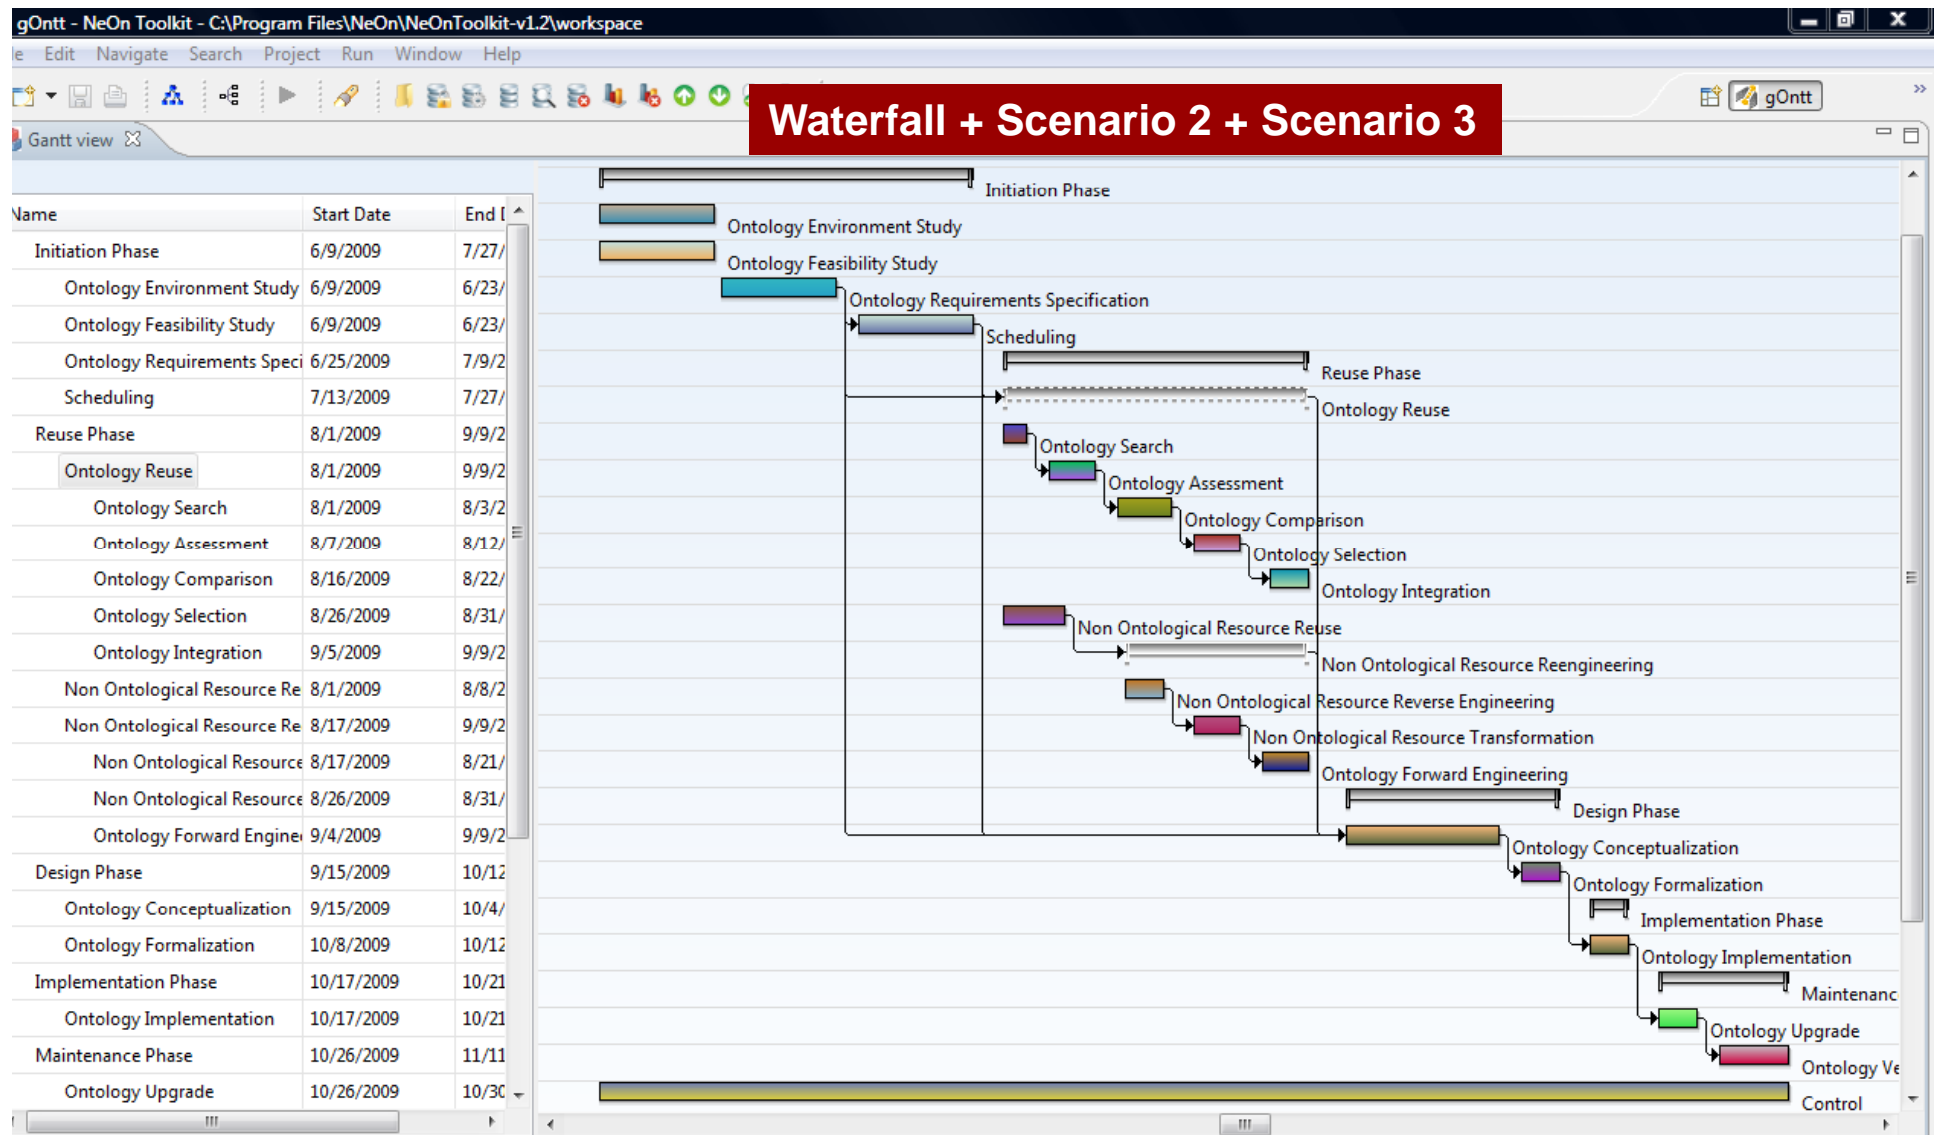 gOntt - NeOn Toolkit - C:\Program Files\NeOn\NeOnToolkit-v1.2\workspace
Edit Navigate Search Project Run Window Help
gOntt
Waterfall + Scenario 2 + Scenario 3
Gantt view
Name Start Date End
Initiation Phase 6/9/2009 7/27/
Ontology Environment Study 6/9/2009 6/23/
Ontology Feasibility Study 6/9/2009 6/23/
Ontology Requirements Speci 6/25/2009 7/9/2
Scheduling 7/13/2009 7/27/
Reuse Phase 8/1/2009 9/9/2
Ontology Reuse 8/1/2009 9/9/2
Ontology Search 8/1/2009 8/3/2
Ontology Assessment 8/7/2009 8/12/
Ontology Comparison 8/16/2009 8/22/
Ontology Selection 8/26/2009 8/31/
Ontology Integration 9/5/2009 9/9/2
Non Ontological Resource Re 8/1/2009 8/8/2
Non Ontological Resource Re 8/17/2009 9/9/2
Non Ontological Resource 8/17/2009 8/21/
Non Ontological Resource 8/26/2009 8/31/
Ontology Forward Engine 9/4/2009 9/9/2
Design Phase 9/15/2009 10/12
Ontology Conceptualization 9/15/2009 10/4/
Ontology Formalization 10/8/2009 10/12
Implementation Phase 10/17/2009 10/21
Ontology Implementation 10/17/2009 10/21
Maintenance Phase 10/26/2009 11/11
Ontology Upgrade 10/26/2009 10/30
Initiation Phase
Ontology Environment Study
Ontology Feasibility Study
Ontology Requirements Specification
Scheduling
Reuse Phase
Ontology Reuse
Ontology Search
Ontology Assessment
Ontology Comparison
Ontology Selection
Ontology Integration
Non Ontological Resource Reuse
Non Ontological Resource Reengineering
Non Ontological Resource Reverse Engineering
Non Ontological Resource Transformation
Ontology Forward Engineering
Design Phase
Ontology Conceptualization
Ontology Formalization
Implementation Phase
Ontology Implementation
Maintenanc
Ontology Upgrade
Ontology Ve
Control